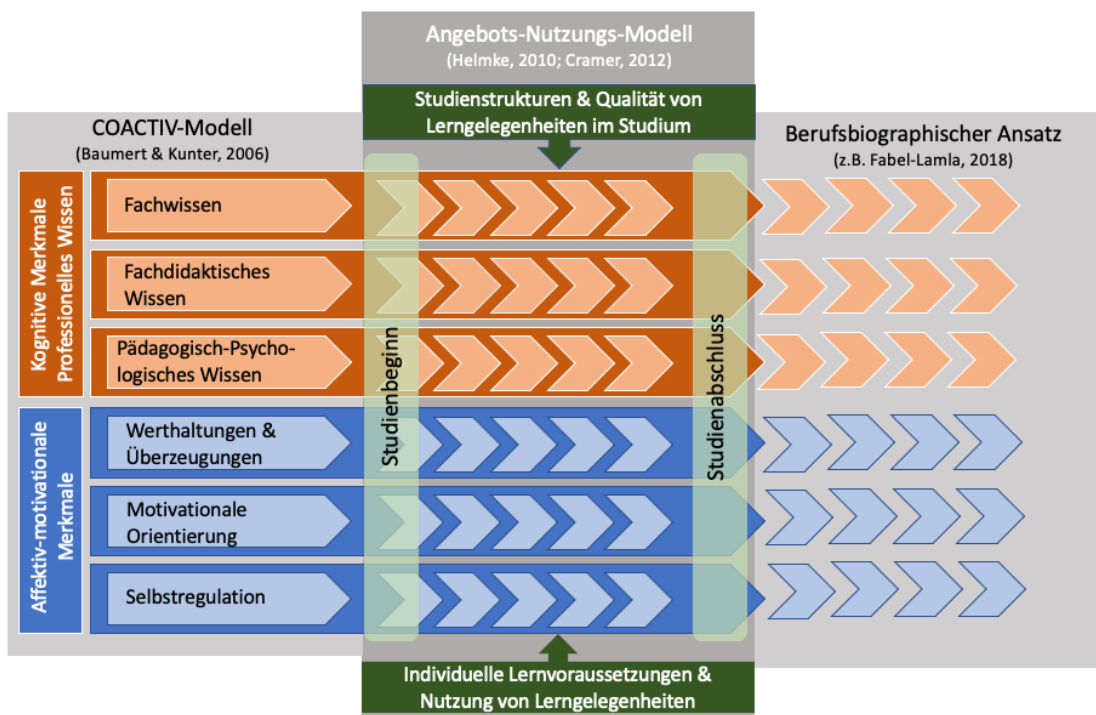 Angebots-Nutzungs-Modell
(Helmke, 2010; Cramer, 2012)
Studienstrukturen & Qualität von
Lerngelegenheiten im Studium
COACTIV-Modell
(Baumert & Kunter, 2006)
Berufsbiographischer Ansatz
(z.B. Fabel-Lamla, 2018)
Kognitive Merkmale
Professionelles Wissen
Fachwissen
Fachdidaktisches
Wissen
Pädagogisch-Psycho-
logisches Wissen
Affektiv-motivationale
Merkmale
Werthaltungen &
Überzeugungen
Motivationale
Orientierung
Selbstregulation
Studienbeginn
Studienabschluss
Individuelle Lernvoraussetzungen &
Nutzung von Lerngelegenheiten